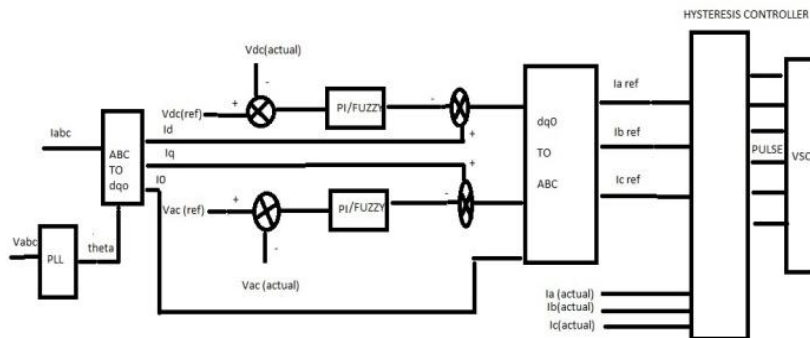 HYSTERESIS CONTROLLER
Vdc(actual)
-
+
Vdc(ref)
PI/FUZZY
-
+
Iabc
Id
Iq
I0
ABC
TO
dqo
+
Vac (ref)
+
PI/FUZZY
-
-
Vac (actual)
Vabc
PLL
theta
dq0
TO
ABC
Ia ref
Ib ref
Ic ref
PULSE
VSC
Ia (actual)
Ib(actual)
Ic(actual)